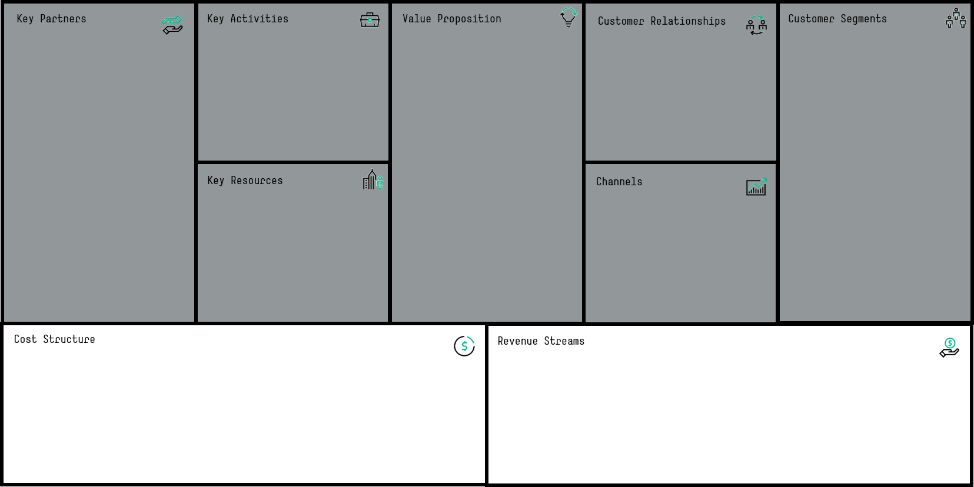 Key Partners
Key Activities
Value Proposition
Customer Relationships
Customer Segments
Key Resources
Channels
Cost Structure
$
Revenue Streams
$